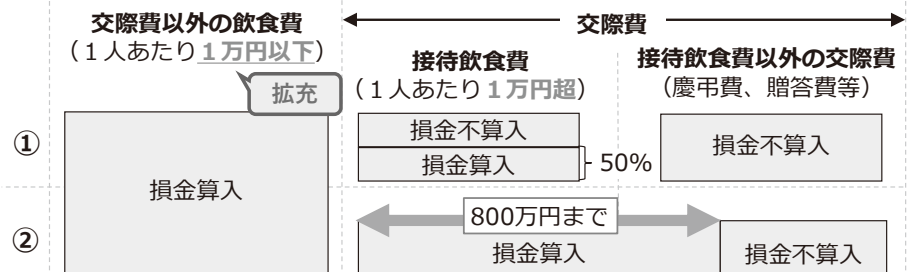 交際費以外の飲食費
（１人あたり１万円以下）
拡充
交際費
接待飲食費
（１人あたり１万円超）
接待飲食費以外の交際費
（慶弔費、贈答費等）
①
損金算入
損金不算入
損金算入
50%
損金不算入
②
800万円まで
損金算入
損金不算入